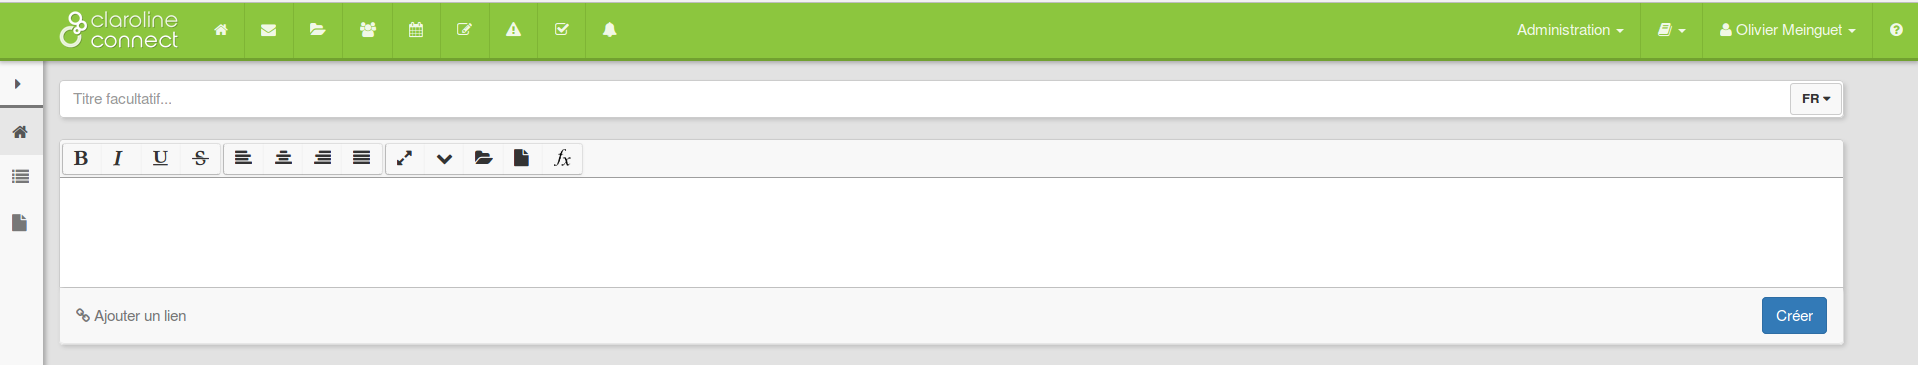 claroline
connect
Administration
Olivier Meinguet
Titre facultatif...
FR
B I U S
fx
Ajouter un lien
Créer